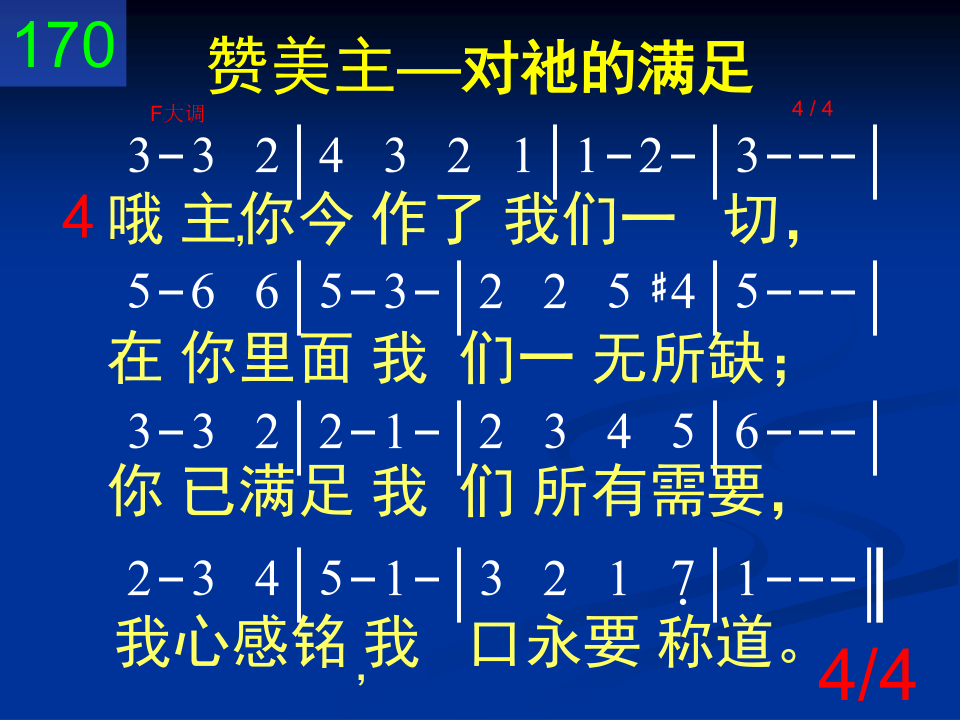 170
赞美主—对祂的满足
F大调 4 / 4
3-3 2|4 3 2 1|1-2-|3---|
4 哦 主,你今 作了 我们一 切,
5-6 6|5-3-|2 2 5 ♯4|5---|
在 你里面 我 们一 无所缺;
3-3 2|2-1-|2 3 4 5|6---|
你 已满足 我 们 所有需要,
2-3 4|5-1-|3 2 1 7̣|1---‖
我心感铭,我 口永要 称道。
4/4